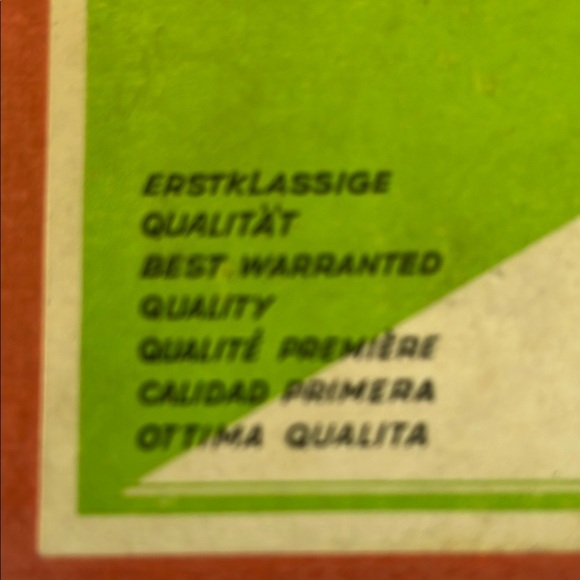 ERSTKLASSIGE
QUALITÄT
BEST WARRANTED
QUALITY
QUALITÉ PREMIÈRE
CALIDAD PRIMERA
OTTIMA QUALITA